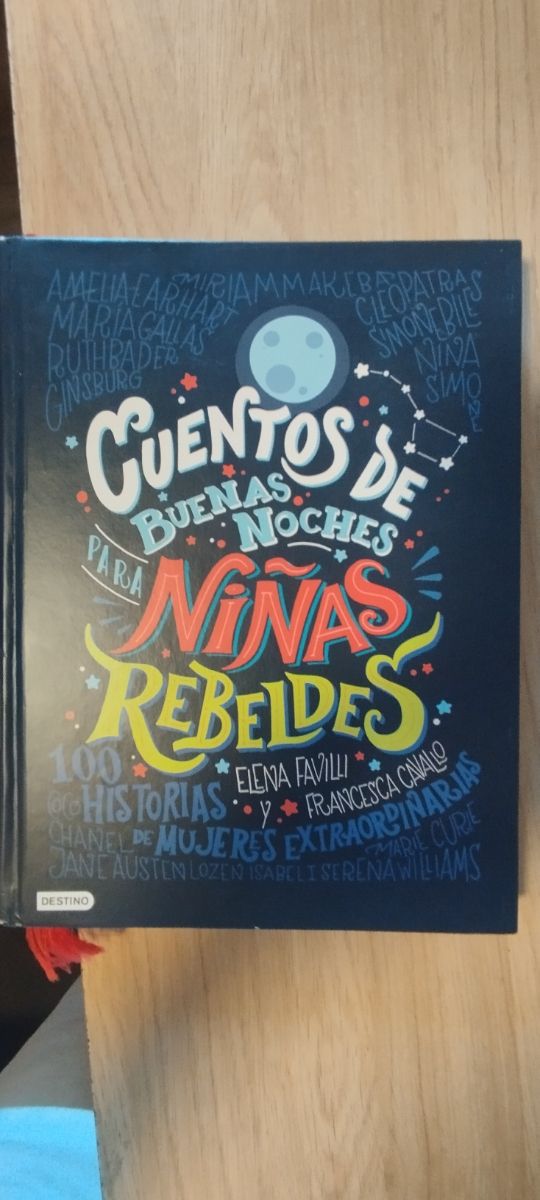 AMELIA EARHART
MIRIAM MAKEBA
CLEOPATRAS
MARIA CALLAS
SIMONE BILES
RUTH BADER
GINSBURG
NINA
SIMONE
CUENTOS DE
BUENAS
NOCHES
PARA
NIÑAS
REBELDES
100
ELENA FAVILLI
COCO HISTORIAS
Y FRANCESCA CAVALLO
CHANEL DE MUJERES EXTRAORDINARIAS
MARIE CURIE
JANE AUSTEN LOZEN ISABEL I SERENA WILLIAMS
DESTINO